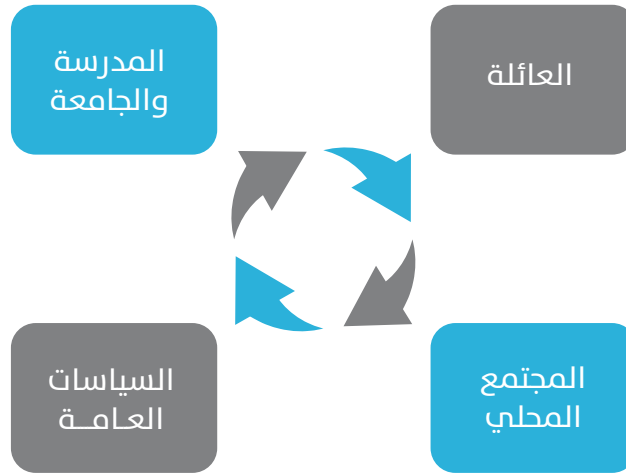 العائلة
المدرسة
والجامعة
المجتمع
المحلي
السياسات
العـامــة